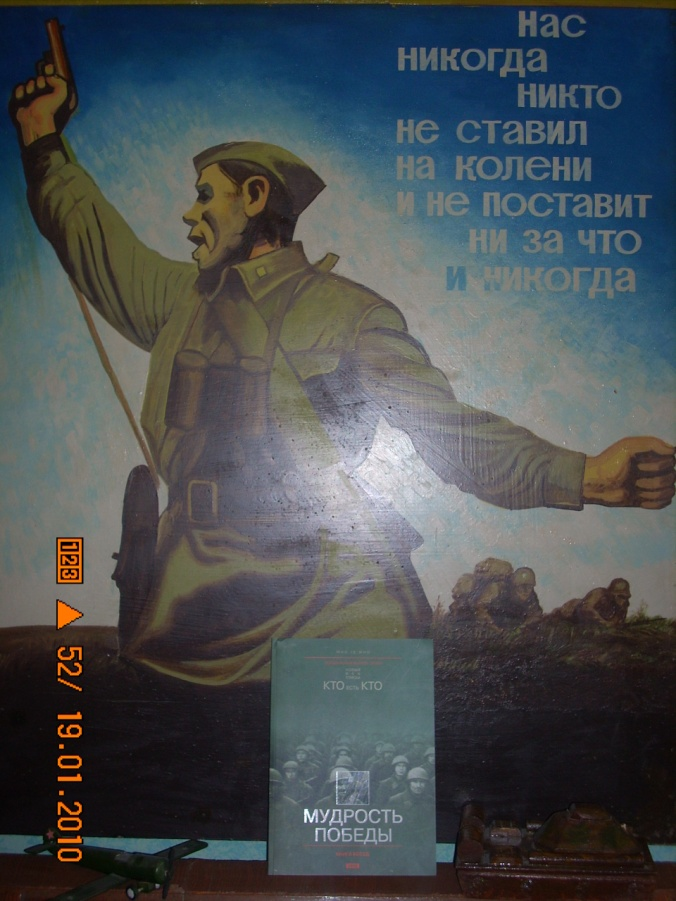 нас
никогда
никто
не ставил
на колени
и не поставит
ни за что
и никогда
КТО есть КТО
МУДРОСТЬ
ПОБЕДЫ
123
52/ 19.01.2010